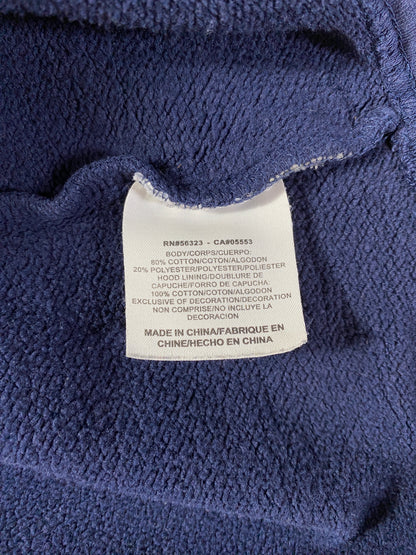 RN#56323 - CA#05553
BODY/CORPS/CUERPO:
80% COTTON/COTON/ALGODON
20% POLYESTER/POLYESTER/POLIESTER
HOOD LINING/DOUBLURE DE
CAPUCHE/FORRO DE CAPUCHA:
100% COTTON/COTON/ALGODON
EXCLUSIVE OF DECORATION/DECORATION
NON COMPRISE/NO INCLUYE LA
DECORACION
MADE IN CHINA/FABRIQUE EN
CHINE/HECHO EN CHINA